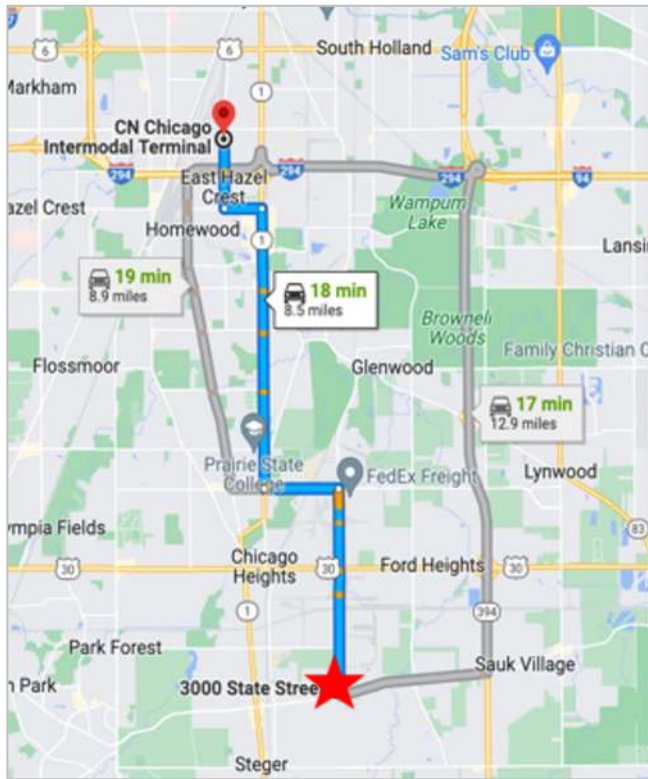 6
6
South Holland
Sam's Club
Markham
1
CN Chicago
Intermodal Terminal
294
East Hazel
Crest
294
94
Wampum
Lake
azel Crest
Homewood
1
Lansin
19 min
8.9 miles
18 min
8.5 miles
Brownell
Woods
Family Christian C
Flossmoor
Glenwood
17 min
12.9 miles
Prairie State
College
FedEx Freight
Lynwood
ympia Fields
83
Chicago
Heights
30
30
Ford Heights
30
1
394
Park Forest
Sauk Village
n Park
3000 State Stree
Steger